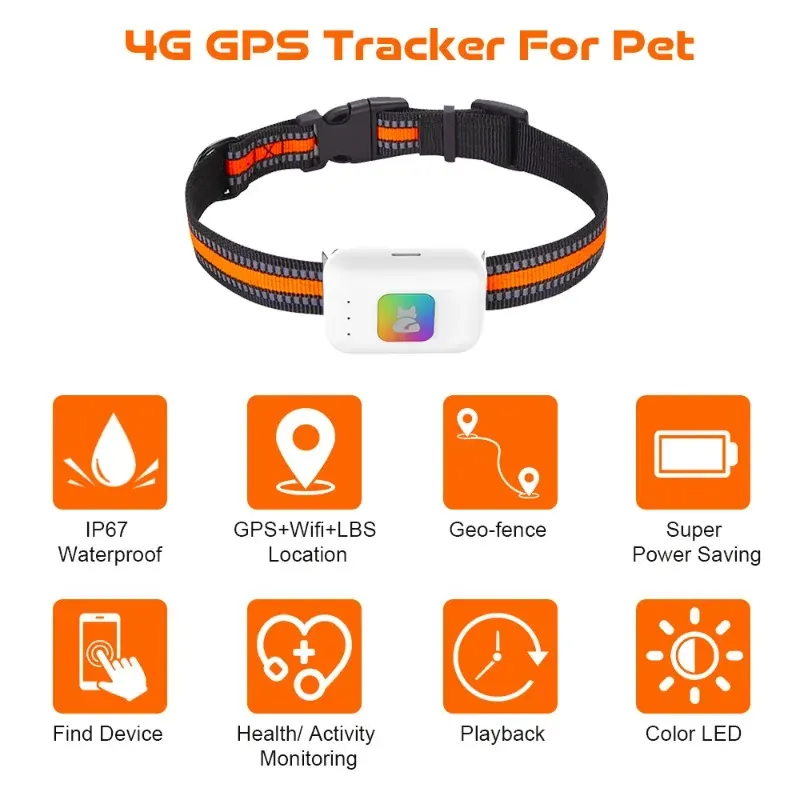 4G GPS Tracker For Pet
IP67
Waterproof
GPS+Wifi+LBS
Location
Geo-fence
Super
Power Saving
Find Device
Health/ Activity
Monitoring
Playback
Color LED